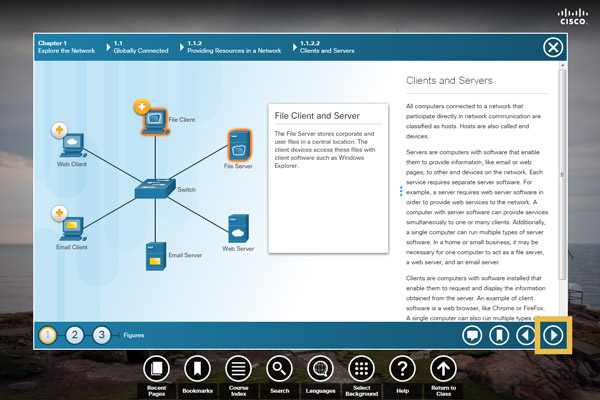 CISCO.
Chapter 1
Explore the Network
1.1
Globally Connected
1.1.2
Providing Resources in a Network
1.1.2.2
Clients and Servers
File Client
Web Client
File Server
Switch
Email Client
Email Server
Web Server
File Client and Server
The File Server stores corporate and
user files in a central location. The
client devices access these files with
client software such as Windows
Explorer.
Clients and Servers
All computers connected to a network that
participate directly in network communication are
classified as hosts. Hosts are also called end
devices.
Servers are computers with software that enable
them to provide information, like email or web
pages, to other end devices on the network. Each
service requires separate server software. For
example, a server requires web server software in
order to provide web services to the network. A
computer with server software can provide services
simultaneously to one or many clients. Additionally,
a single computer can run multiple types of server
software. In a home or small business, it may be
necessary for one computer to act as a file server,
a web server, and an email server.
Clients are computers with software installed that
enable them to request and display the information
obtained from the server. An example of client
software is a web browser, like Chrome or FireFox.
A single computer can also run multiple types of
1
2
3
Figures
Recent
Pages
Bookmarks
Course
Index
Search
Languages
Select
Background
Help
Return to
Class